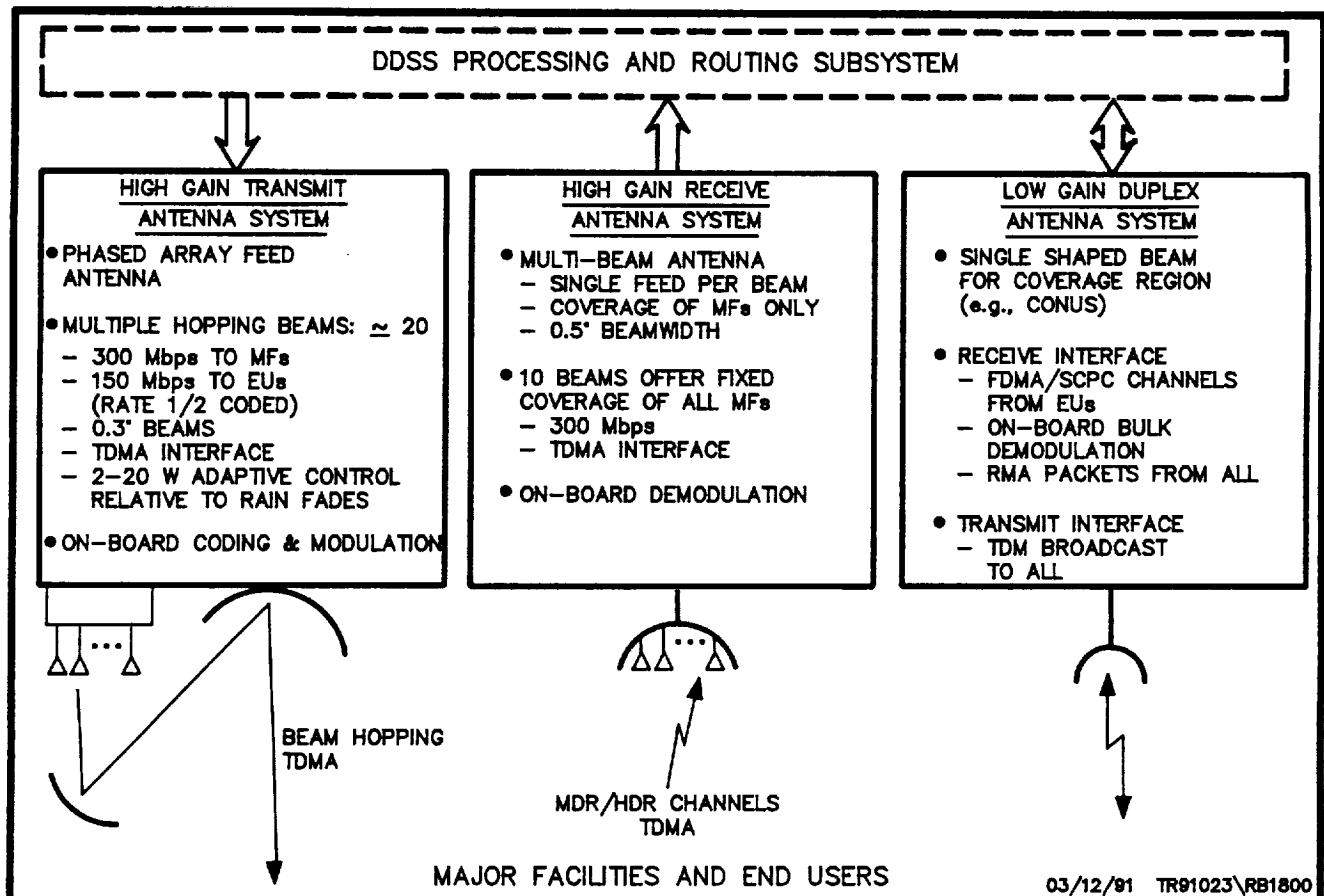 DDSS PROCESSING AND ROUTING SUBSYSTEM
HIGH GAIN TRANSMIT
ANTENNA SYSTEM
• PHASED ARRAY FEED
ANTENNA
• MULTIPLE HOPPING BEAMS: ≃ 20
– 300 Mbps TO MFs
– 150 Mbps TO EUs
(RATE 1/2 CODED)
– 0.3° BEAMS
– TDMA INTERFACE
– 2–20 W ADAPTIVE CONTROL
RELATIVE TO RAIN FADES
• ON–BOARD CODING & MODULATION
HIGH GAIN RECEIVE
ANTENNA SYSTEM
• MULTI–BEAM ANTENNA
– SINGLE FEED PER BEAM
– COVERAGE OF MFs ONLY
– 0.5° BEAMWIDTH
• 10 BEAMS OFFER FIXED
COVERAGE OF ALL MFs
– 300 Mbps
– TDMA INTERFACE
• ON–BOARD DEMODULATION
LOW GAIN DUPLEX
ANTENNA SYSTEM
• SINGLE SHAPED BEAM
FOR COVERAGE REGION
(e.g., CONUS)
• RECEIVE INTERFACE
– FDMA/SCPC CHANNELS
FROM EUs
– ON–BOARD BULK
DEMODULATION
– RMA PACKETS FROM ALL
• TRANSMIT INTERFACE
– TDM BROADCAST
TO ALL
BEAM HOPPING
TDMA
MDR/HDR CHANNELS
TDMA
MAJOR FACILITIES AND END USERS
03/12/91 TR91023\RB1800